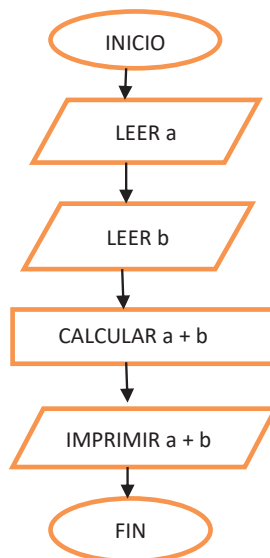 INICIO
LEER a
LEER b
CALCULAR a + b
IMPRIMIR a + b
FIN